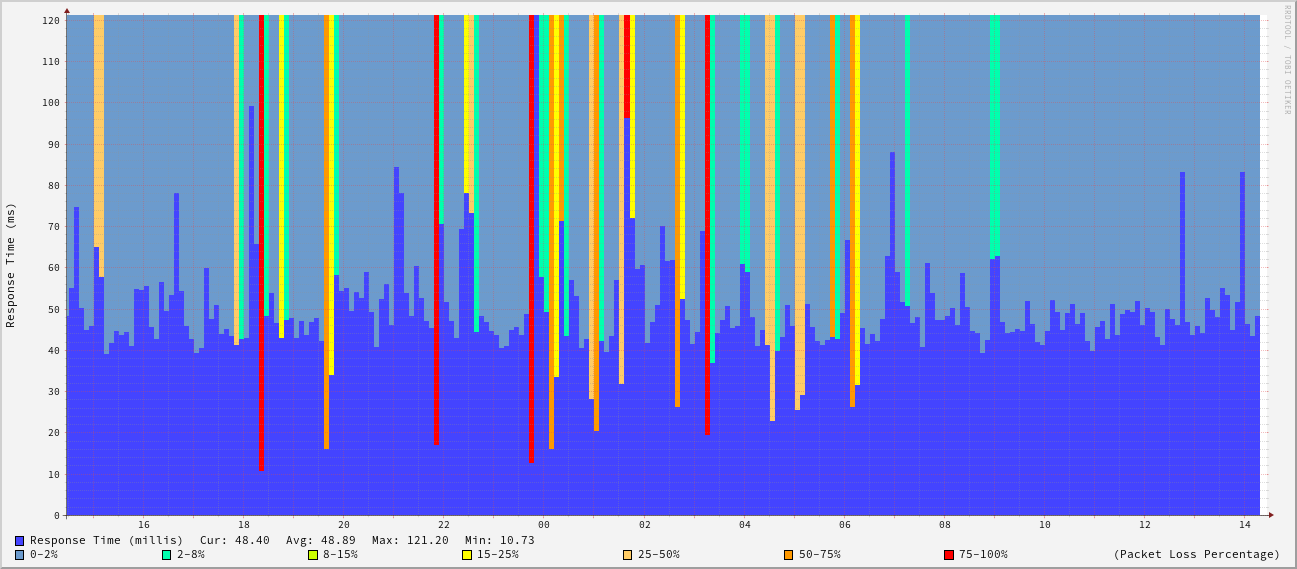 RRDTOOL / TOBI OETIKER
Response Time (ms)
120
110
100
90
80
70
60
50
40
30
20
10
0
16 18 20 22 00 02 04 06 08 10 12 14
Response Time (millis) Cur: 48.40 Avg: 48.89 Max: 121.20 Min: 10.73
0-2% 2-8% 8-15% 15-25% 25-50% 50-75% 75-100% (Packet Loss Percentage)